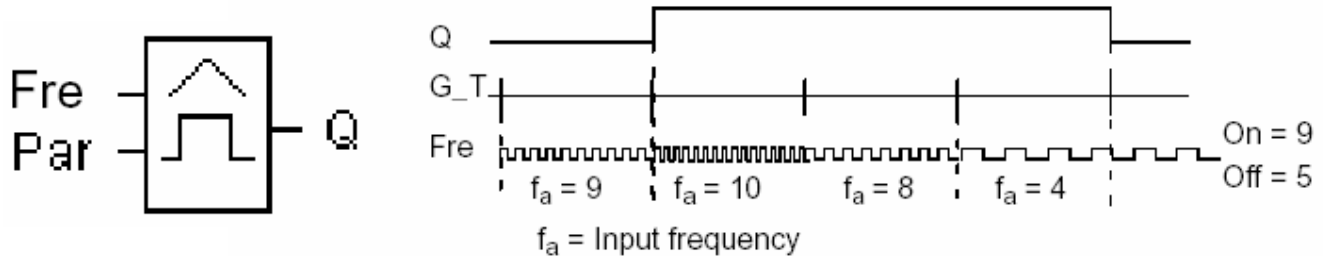 Fre
Par
Q
Q
G_T
Fre
On = 9
Off = 5
fa = 9
fa = 10
fa = 8
fa = 4
fa = Input frequency